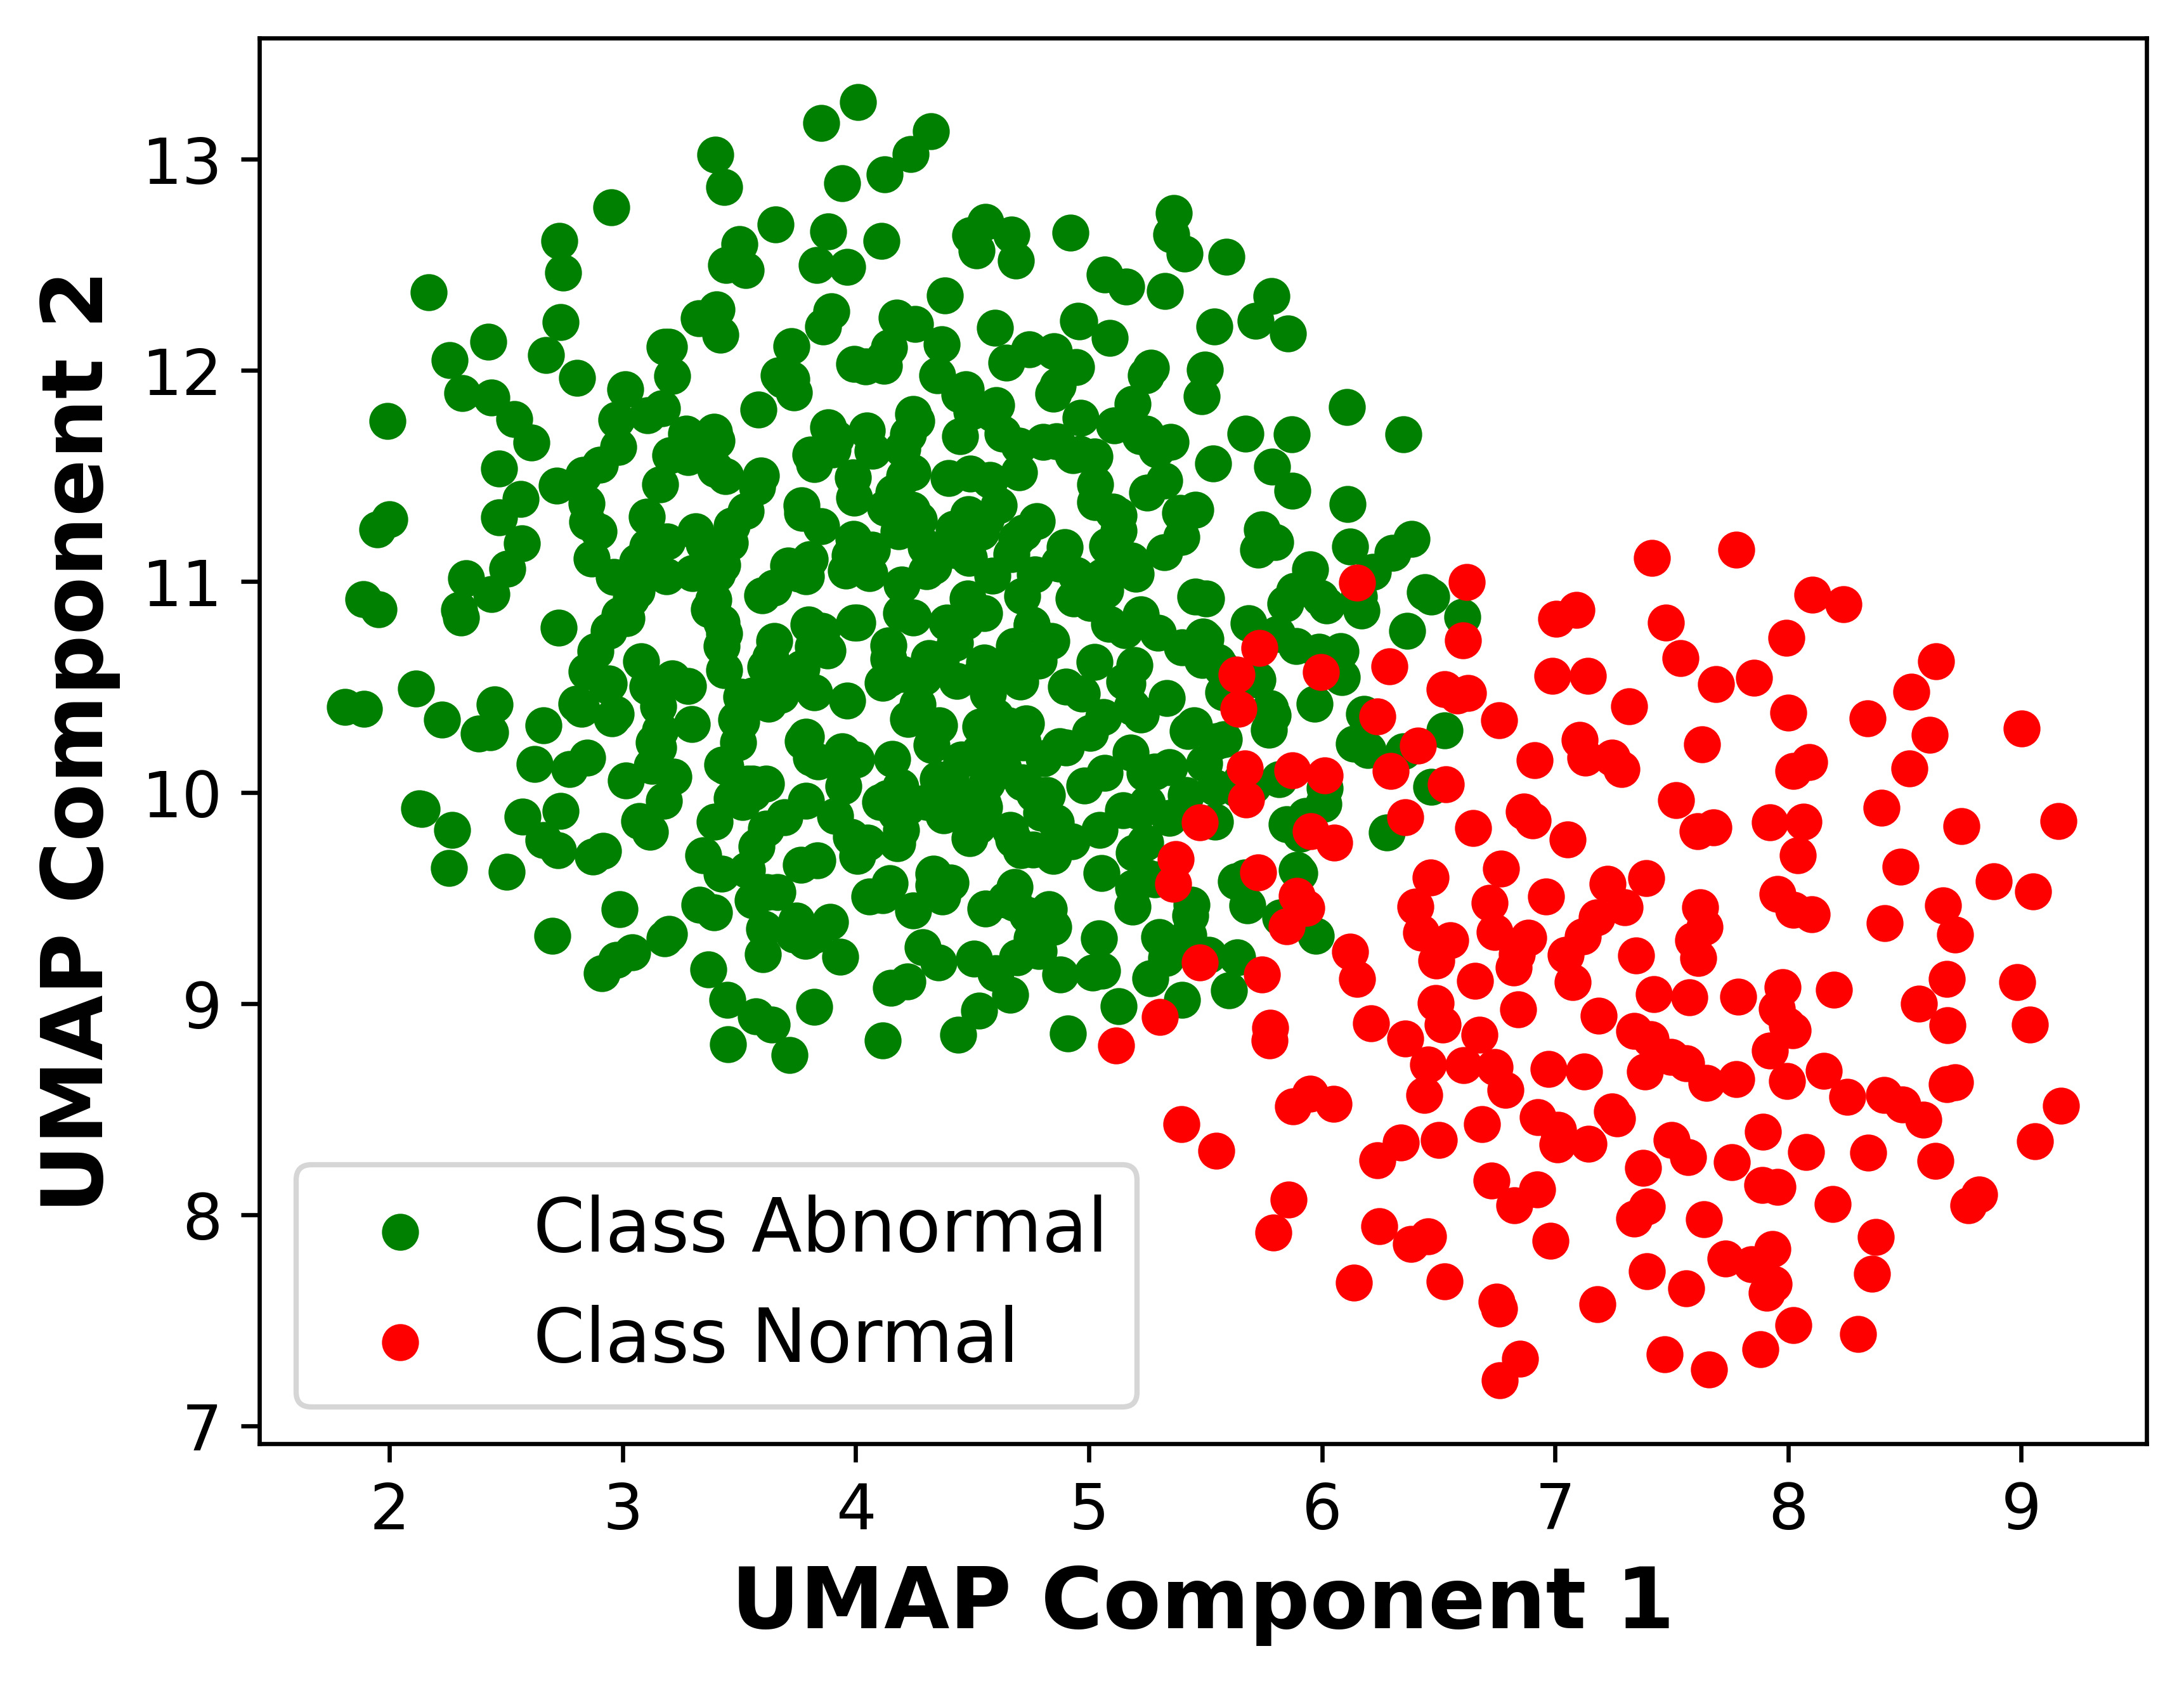 UMAP Component 2
13
12
11
10
9
8
7
Class Abnormal
Class Normal
2 3 4 5 6 7 8 9
UMAP Component 1